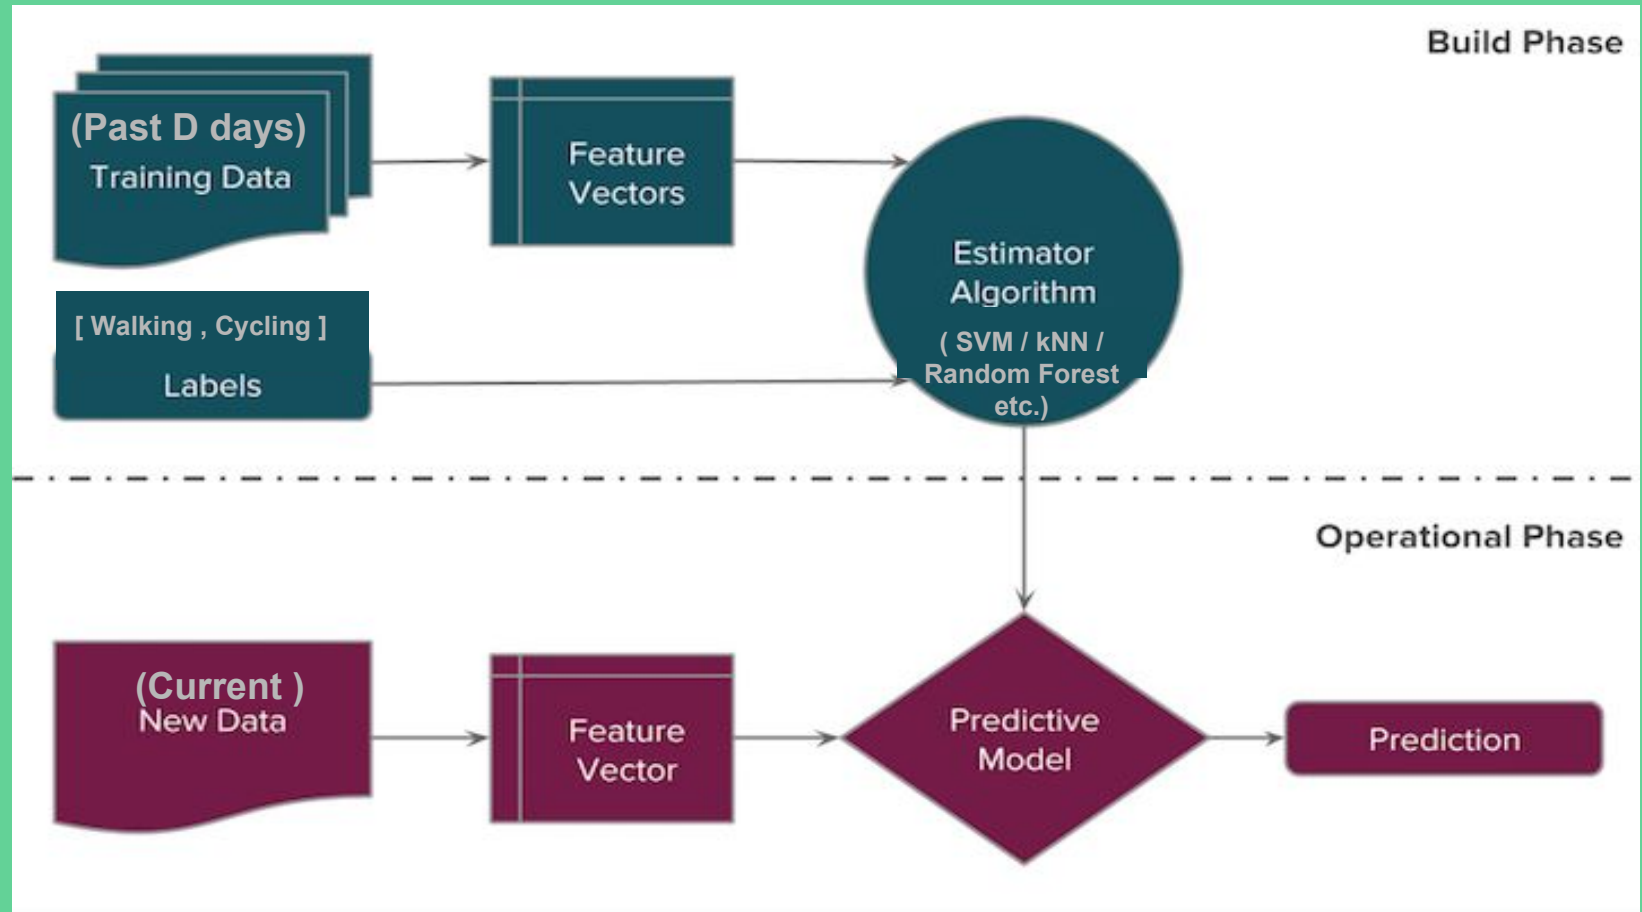 Build Phase
(Past D days)
Training Data
Feature
Vectors
Estimator
Algorithm
( SVM / kNN /
Random Forest
etc.)
[ Walking , Cycling ]
Labels
Operational Phase
(Current )
New Data
Feature
Vector
Predictive
Model
Prediction